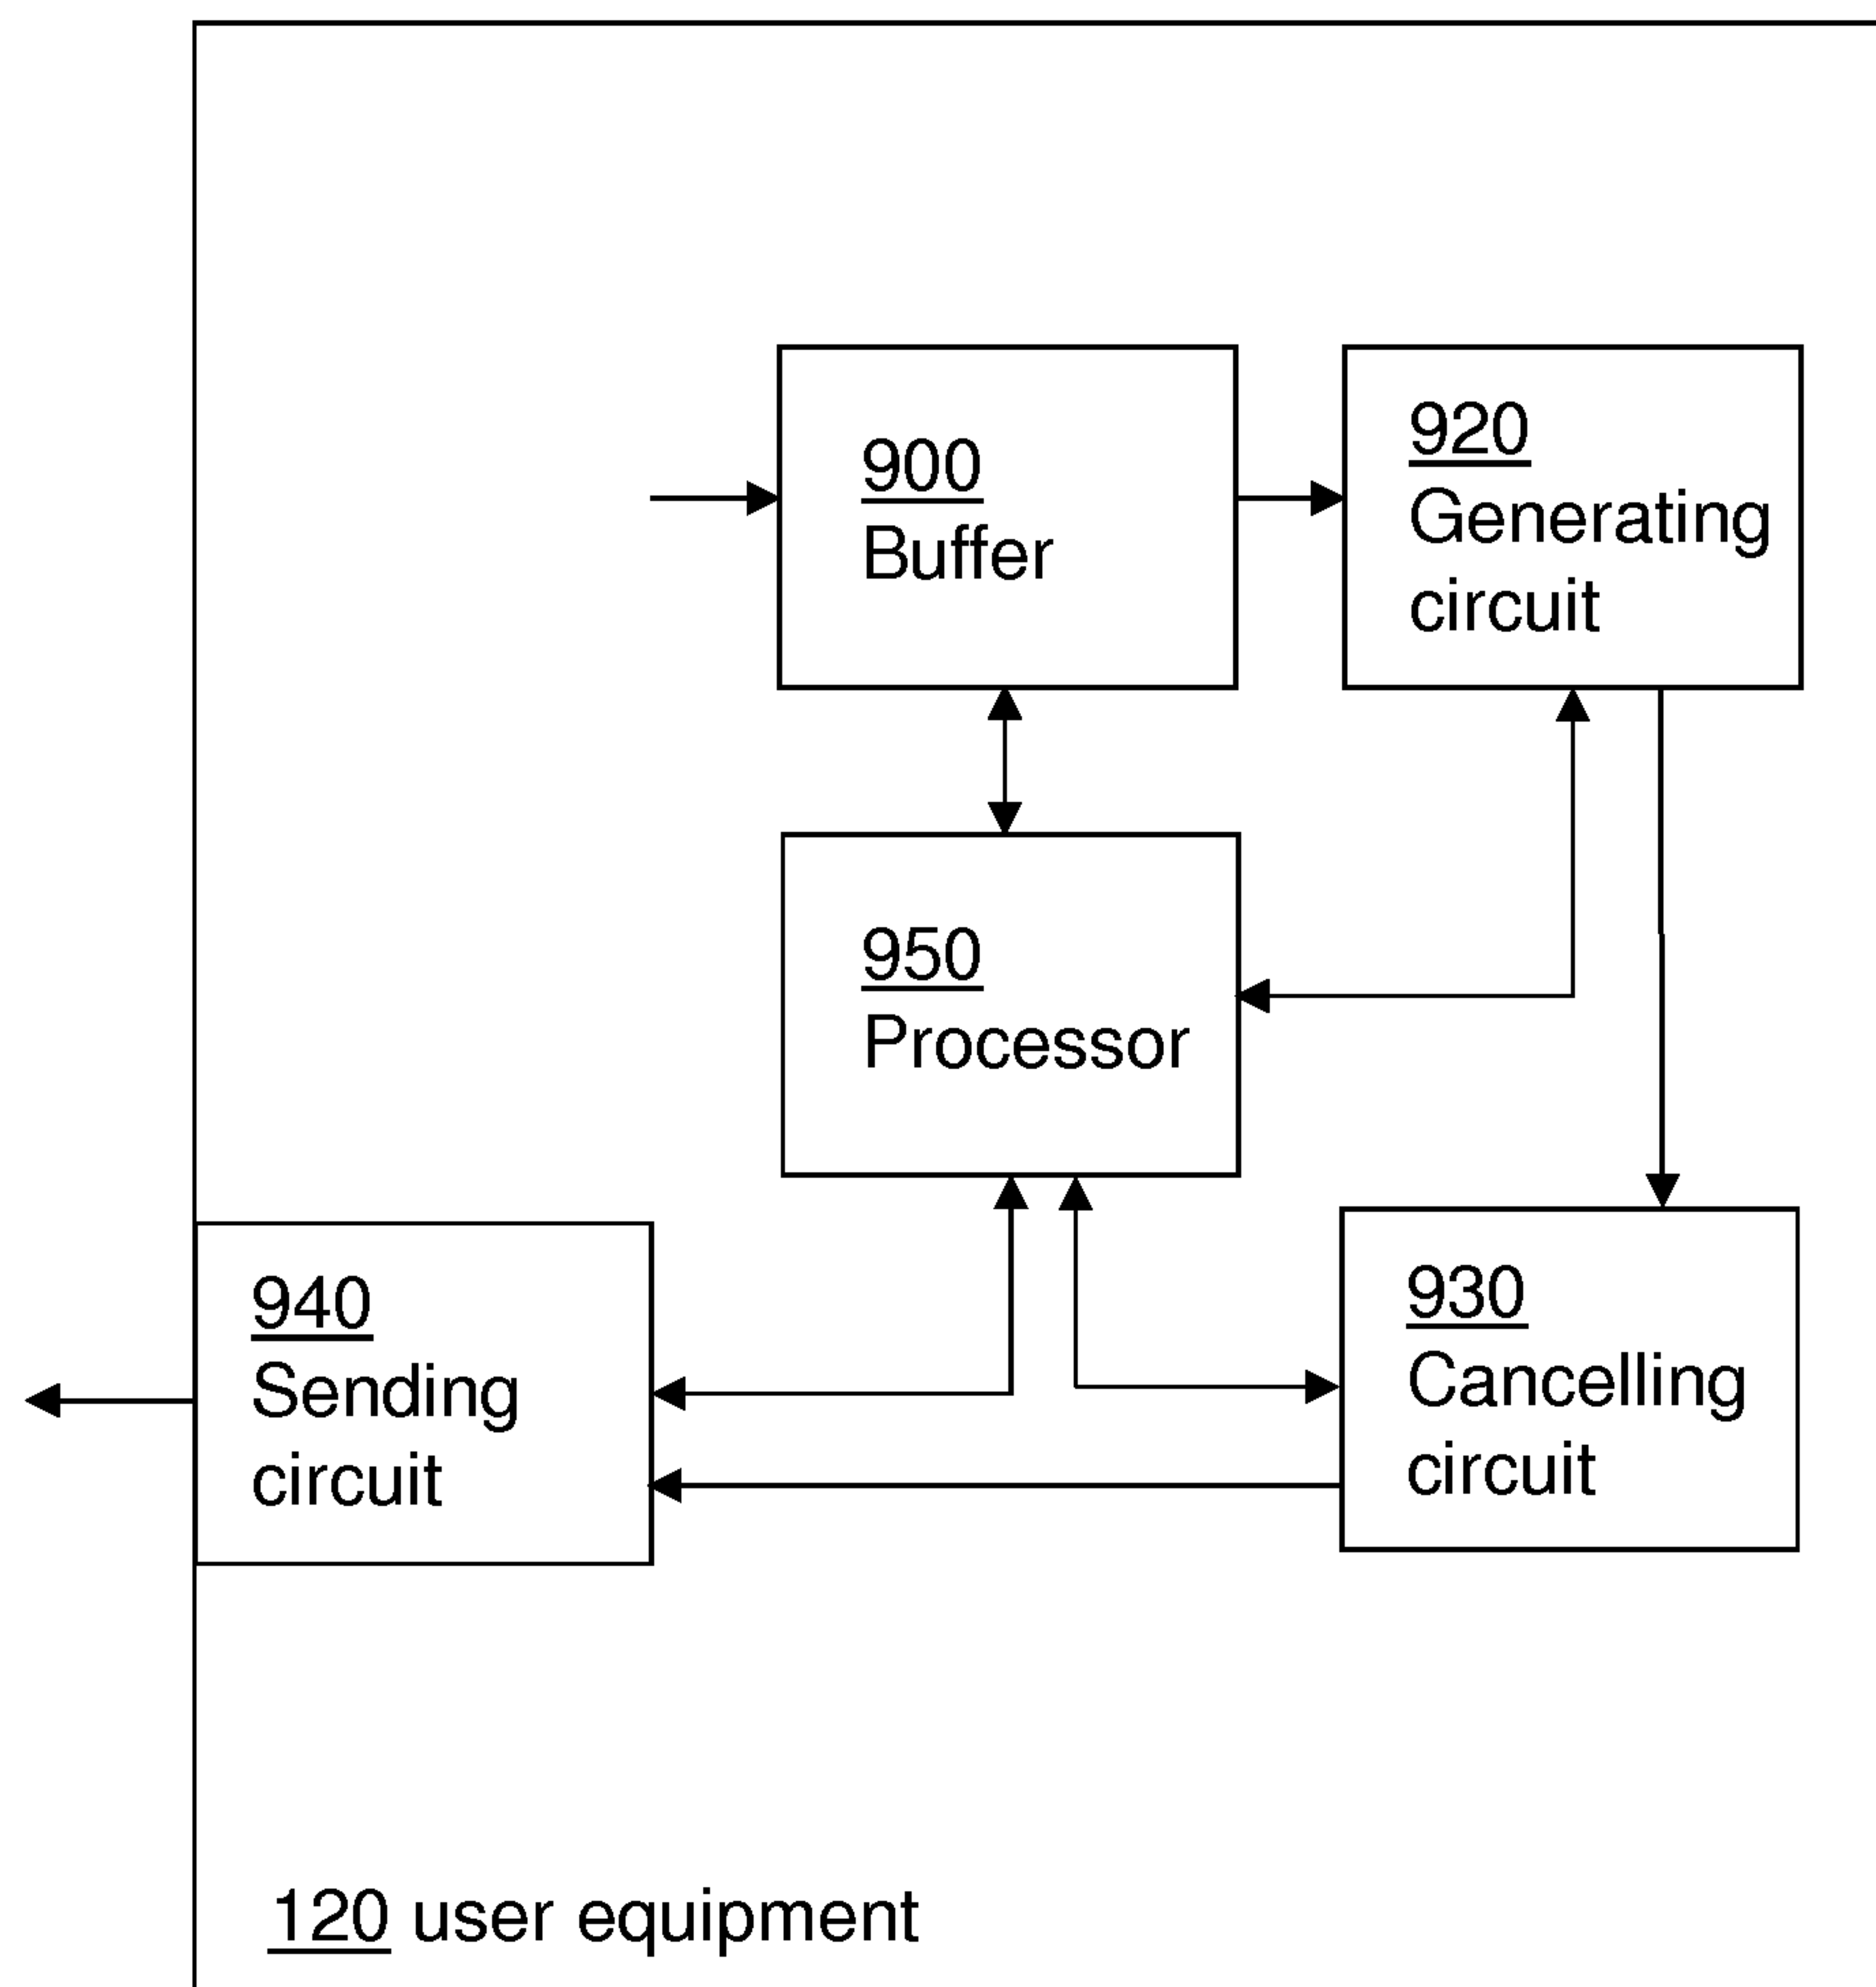 900
Buffer
920
Generating
circuit
950
Processor
940
Sending
circuit
930
Cancelling
circuit
120 user equipment